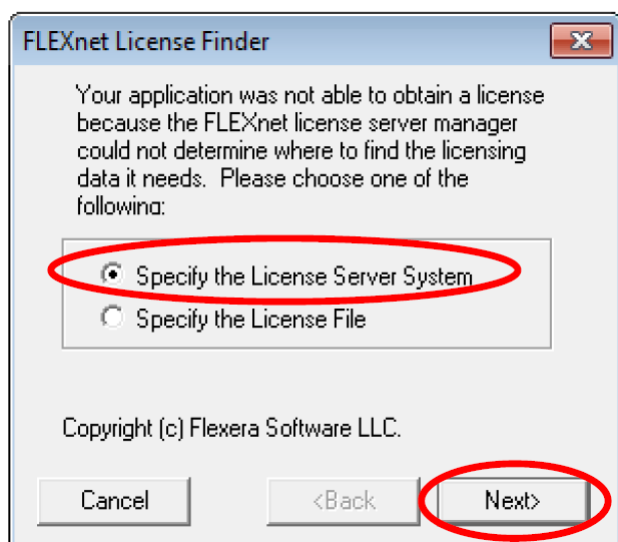 FLEXnet License Finder
Your application was not able to obtain a license
because the FLEXnet license server manager
could not determine where to find the licensing
data it needs. Please choose one of the
following:
Specify the License Server System
Specify the License File
Copyright (c) Flexera Software LLC.
Cancel
<Back
Next>